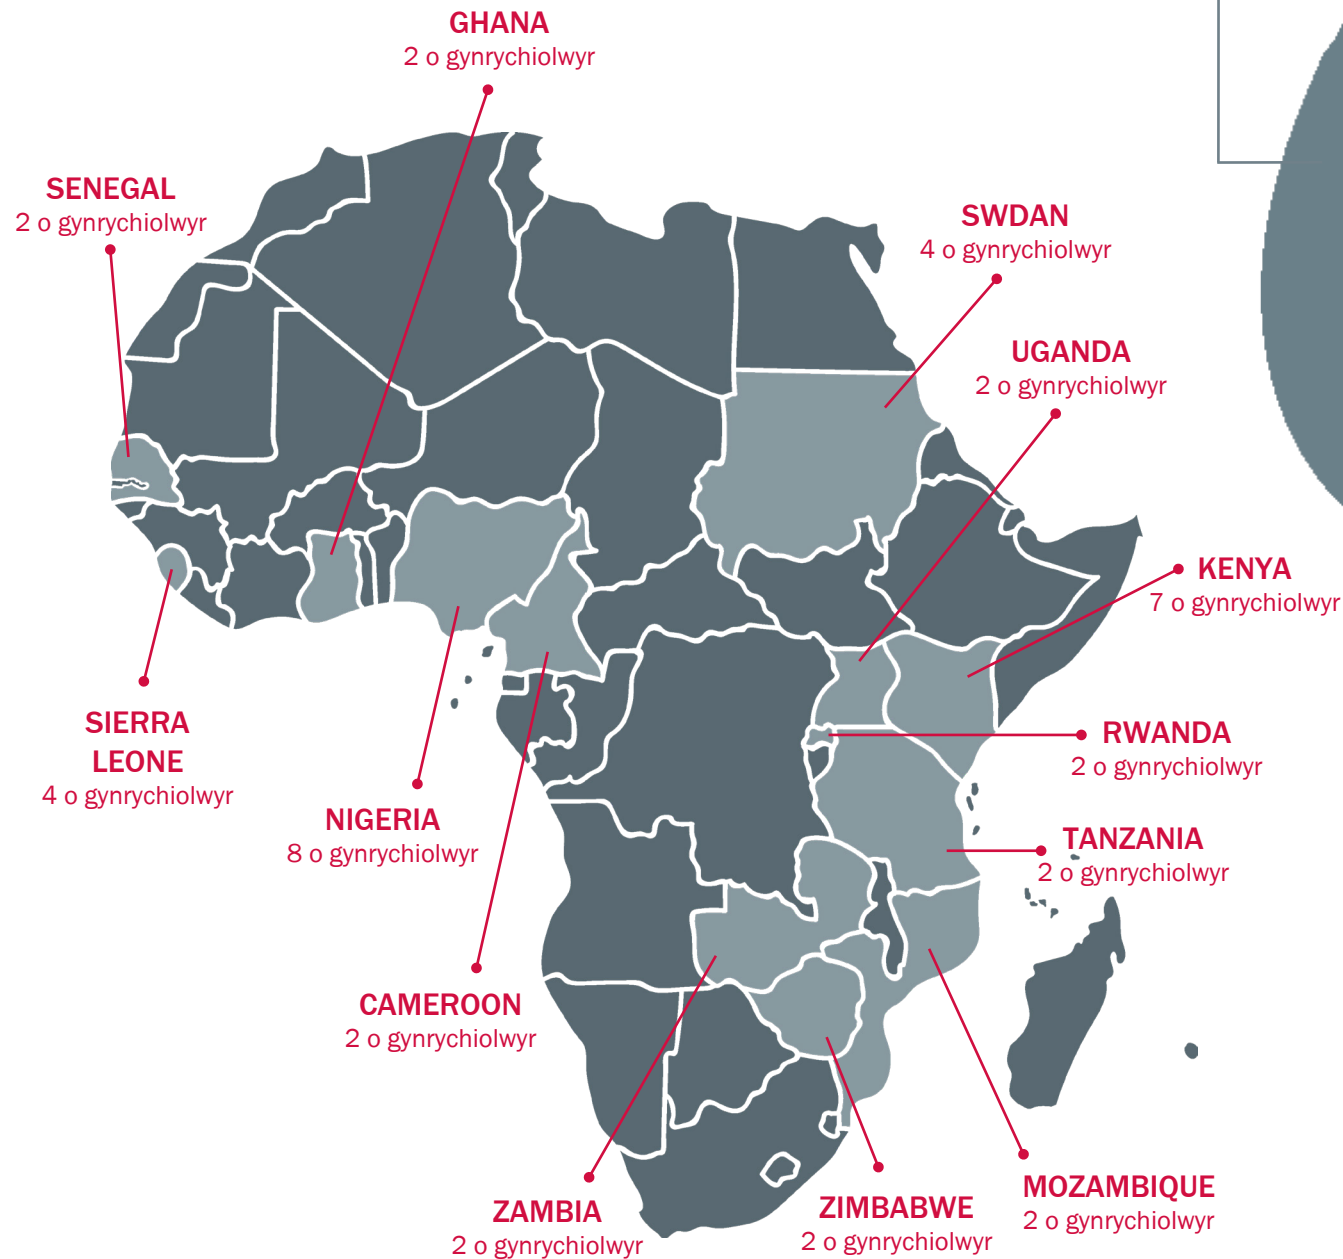 GHANA
2 o gynrychiolwyr
SENEGAL
2 o gynrychiolwyr
SWDAN
4 o gynrychiolwyr
UGANDA
2 o gynrychiolwyr
KENYA
7 o gynrychiolwyr
SIERRA
LEONE
4 o gynrychiolwyr
RWANDA
2 o gynrychiolwyr
NIGERIA
8 o gynrychiolwyr
TANZANIA
2 o gynrychiolwyr
CAMEROON
2 o gynrychiolwyr
MOZAMBIQUE
2 o gynrychiolwyr
ZIMBABWE
2 o gynrychiolwyr
ZAMBIA
2 o gynrychiolwyr